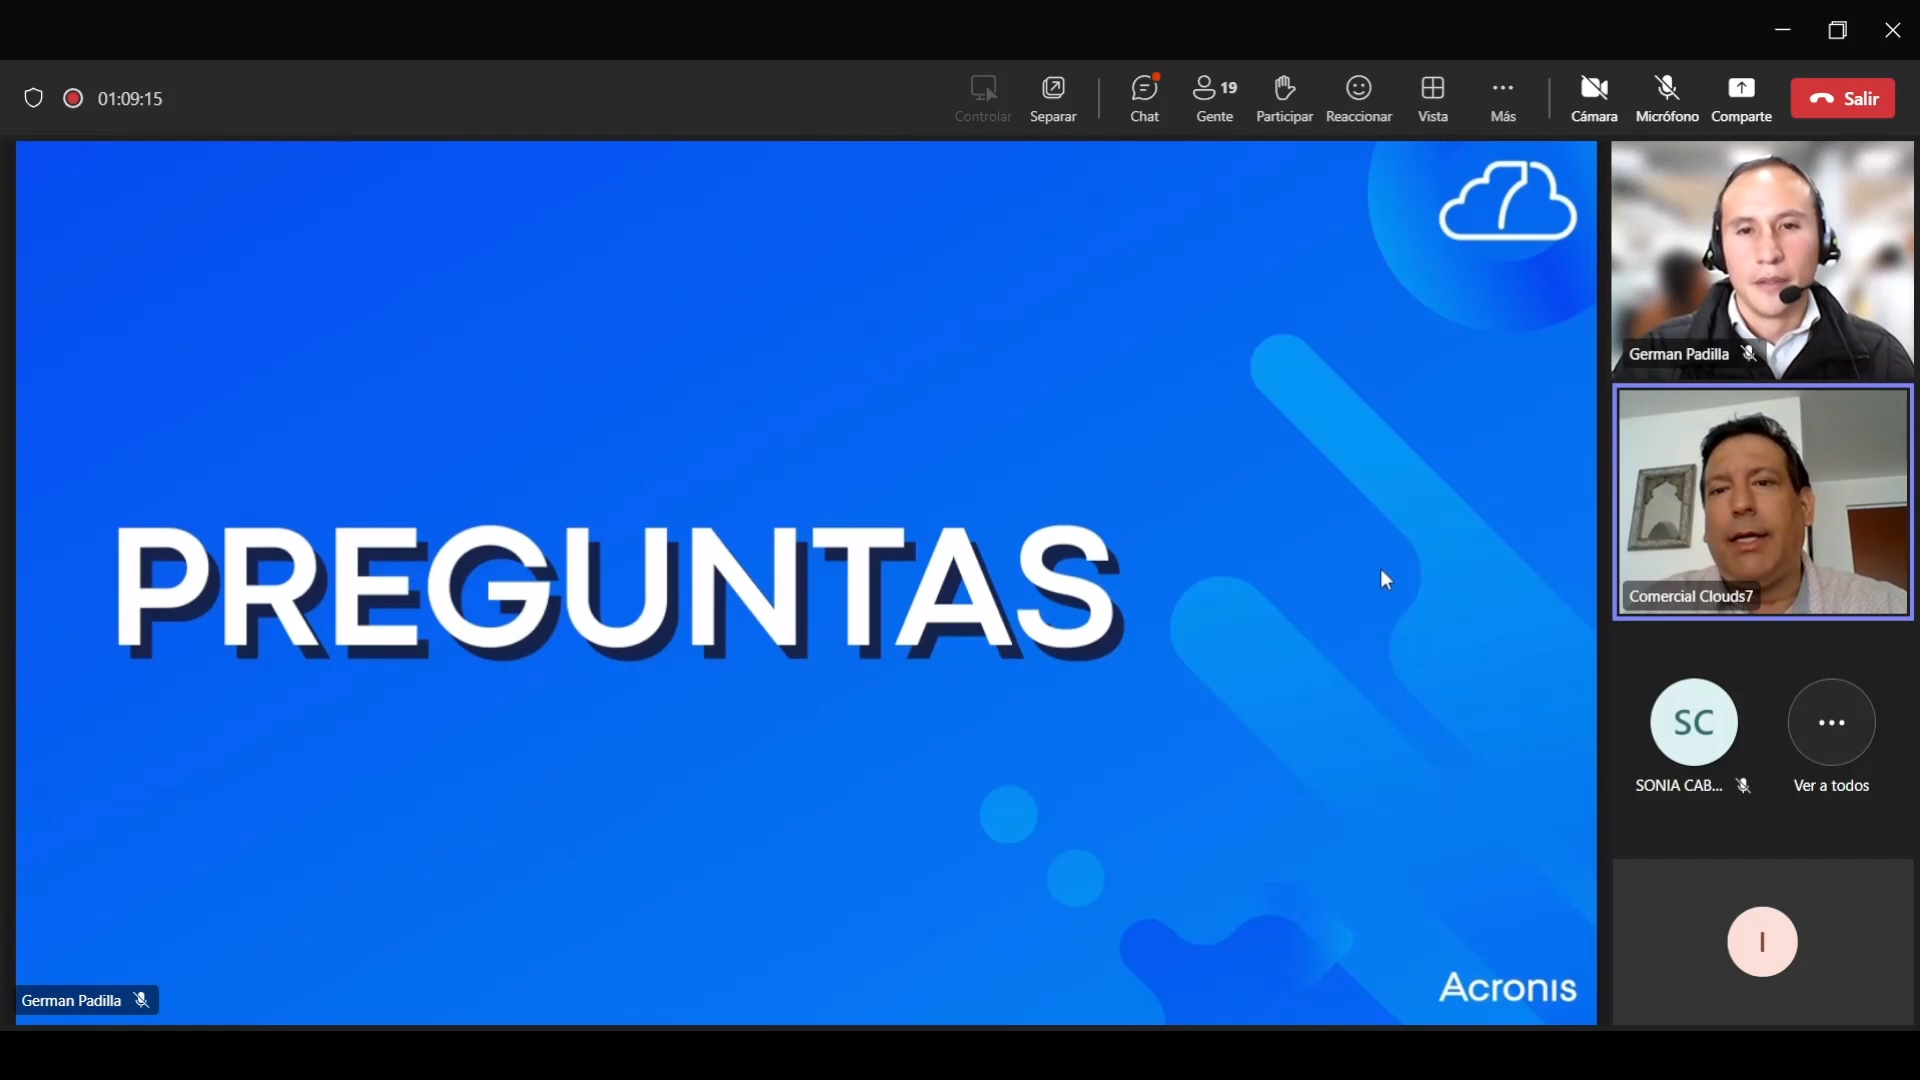 01:09:15
Controlar
Separar
Chat
19
Gente
Participar
Reaccionar
Vista
Más
Cámara
Micrófono
Comparte
Salir
7
PREGUNTAS
Acronis
German Padilla
German Padilla
Comercial Clouds7
SC
SONIA CAB...
Ver a todos
I